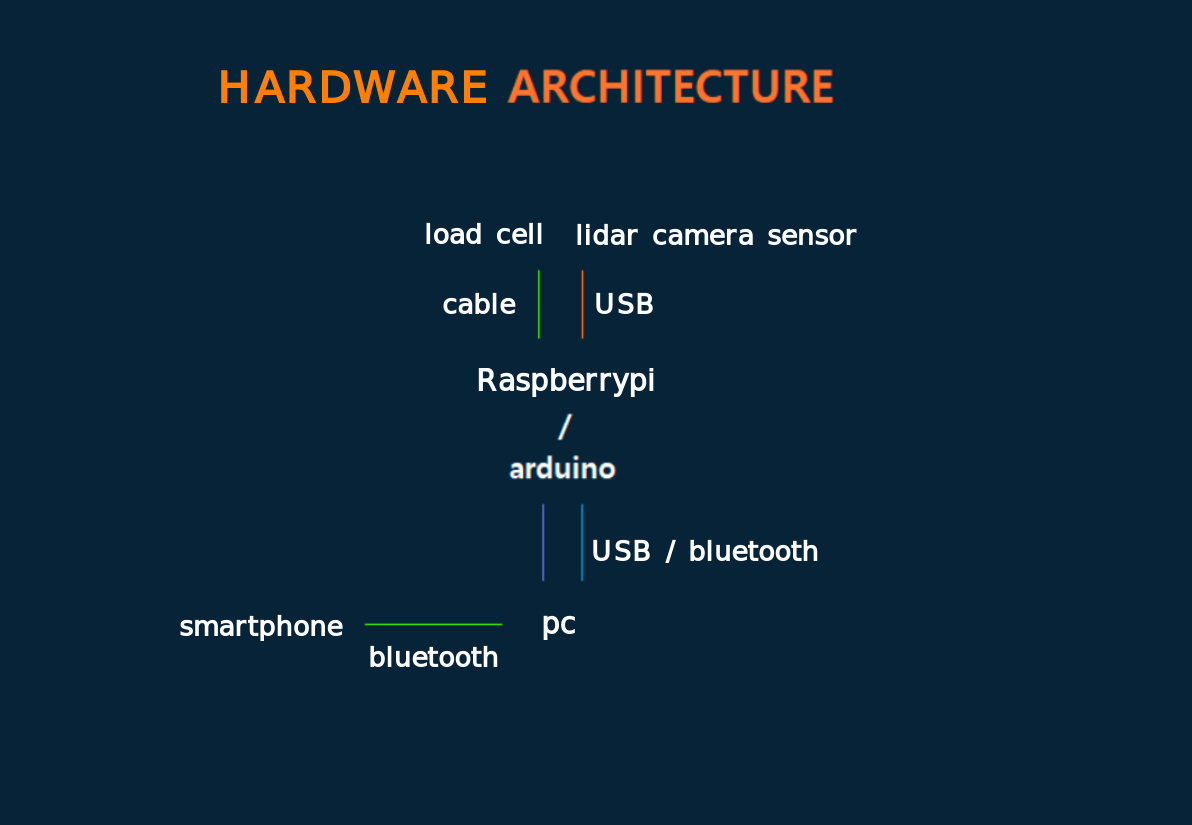 HARDWARE ARCHITECTURE
load cell lidar camera sensor
cable USB
Raspberrypi
/
arduino
USB / bluetooth
smartphone pc
bluetooth